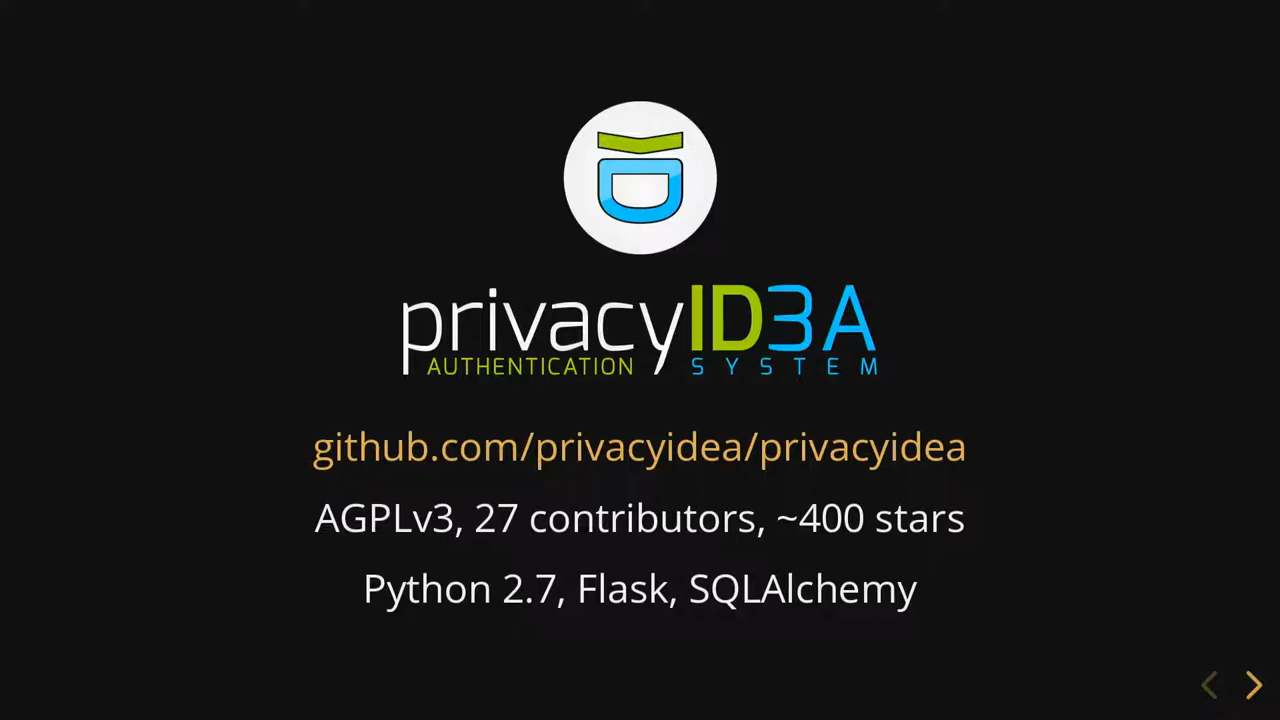 privacyID3A
AUTHENTICATION SYSTEM
github.com/privacyidea/privacyidea
AGPLv3, 27 contributors, ~400 stars
Python 2.7, Flask, SQLAlchemy